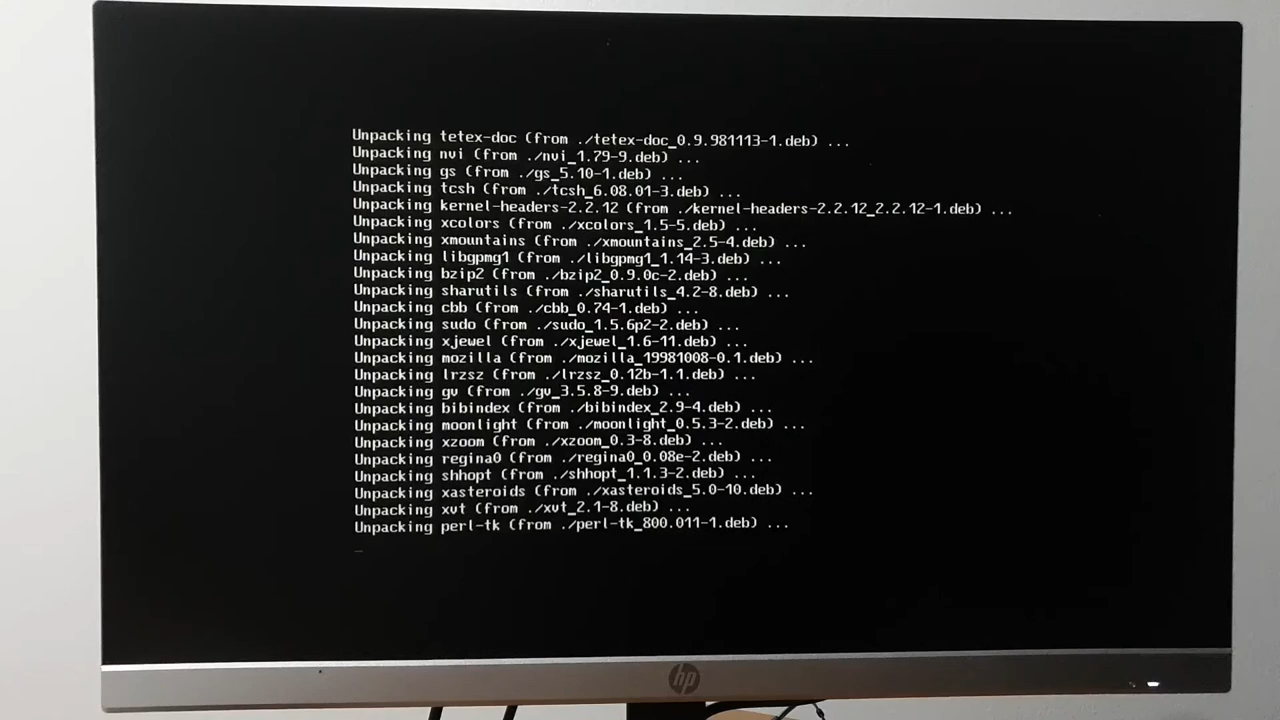 Unpacking tetex-doc (from ./tetex-doc_0.9.981113-1.deb) ...
Unpacking nvi (from ./nvi_1.79-9.deb) ...
Unpacking gs (from ./gs_5.10-1.deb) ...
Unpacking tcsh (from ./tcsh_6.08.01-3.deb) ...
Unpacking kernel-headers-2.2.12 (from ./kernel-headers-2.2.12_2.2.12-1.deb) ...
Unpacking xcolors (from ./xcolors_1.5-5.deb) ...
Unpacking xmountains (from ./xmountains_2.5-4.deb) ...
Unpacking libgpmg1 (from ./libgpmg1_1.14-3.deb) ...
Unpacking bzip2 (from ./bzip2_0.9.0c-2.deb) ...
Unpacking sharutils (from ./sharutils_4.2-8.deb) ...
Unpacking cbb (from ./cbb_0.74-1.deb) ...
Unpacking sudo (from ./sudo_1.5.6p2-2.deb) ...
Unpacking xjewel (from ./xjewel_1.6-11.deb) ...
Unpacking mozilla (from ./mozilla_19981008-0.1.deb) ...
Unpacking lrzsz (from ./lrzsz_0.12b-1.1.deb) ...
Unpacking gv (from ./gv_3.5.8-9.deb) ...
Unpacking bibindex (from ./bibindex_2.9-4.deb) ...
Unpacking moonlight (from ./moonlight_0.5.3-2.deb) ...
Unpacking xzoom (from ./xzoom_0.3-8.deb) ...
Unpacking regina0 (from ./regina0_0.08e-2.deb) ...
Unpacking shhopt (from ./shhopt_1.1.3-2.deb) ...
Unpacking xasteroids (from ./xasteroids_5.0-10.deb) ...
Unpacking xvt (from ./xvt_2.1-8.deb) ...
Unpacking perl-tk (from ./perl-tk_800.011-1.deb) ...
hp